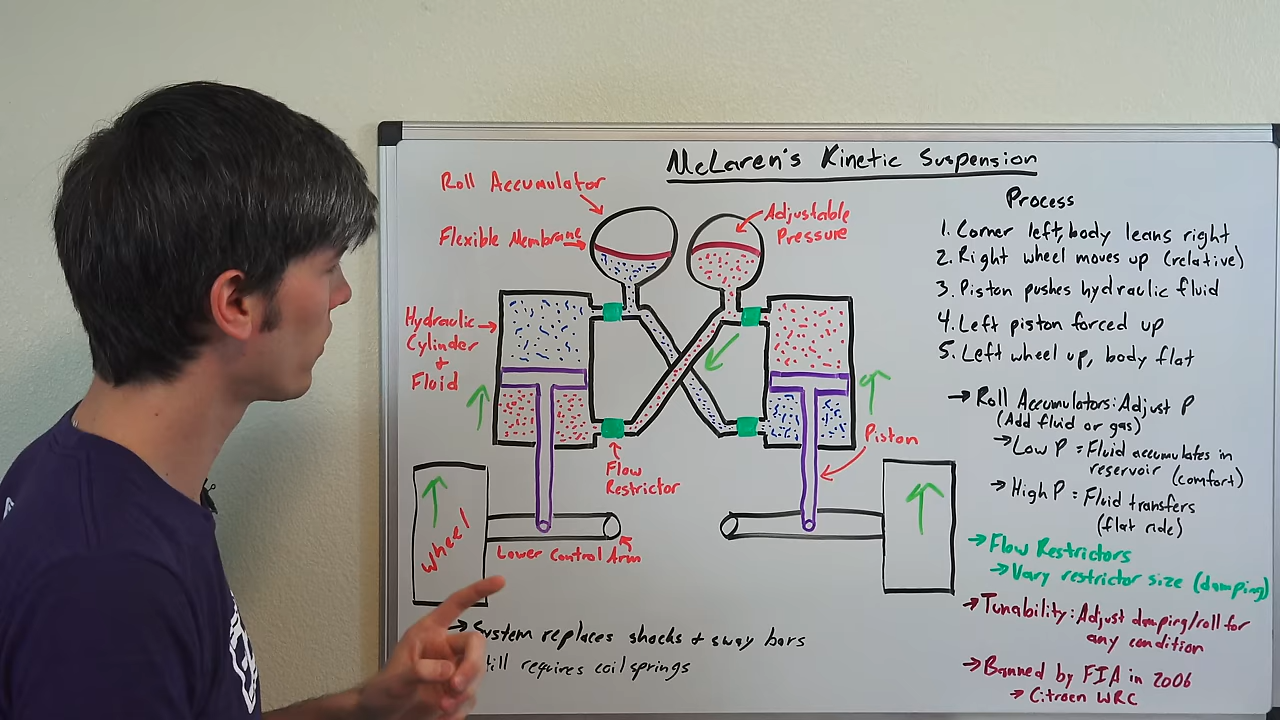 McLaren's Kinetic Suspension
Roll Accumulator
Flexible Membrane
Adjustable
Pressure
Hydraulic
Cylinder
+
Fluid
Flow
Restrictor
Piston
Wheel
Lower Control Arm
→ System replaces shocks + sway bars
still requires coil springs
Process
1. Corner left, body leans right
2. Right wheel moves up (relative)
3. Piston pushes hydraulic fluid
4. Left piston forced up
5. Left wheel up, body flat
→ Roll Accumulators: Adjust P
(Add fluid or gas)
→ Low P = Fluid accumulates in
reservoir (comfort)
→ High P = Fluid transfers
(flat ride)
→ Flow Restrictors
→ Vary restrictor size (damping)
→ Tunability: Adjust damping/roll for
any condition
→ Banned by FIA in 2006
→ Citroen WRC